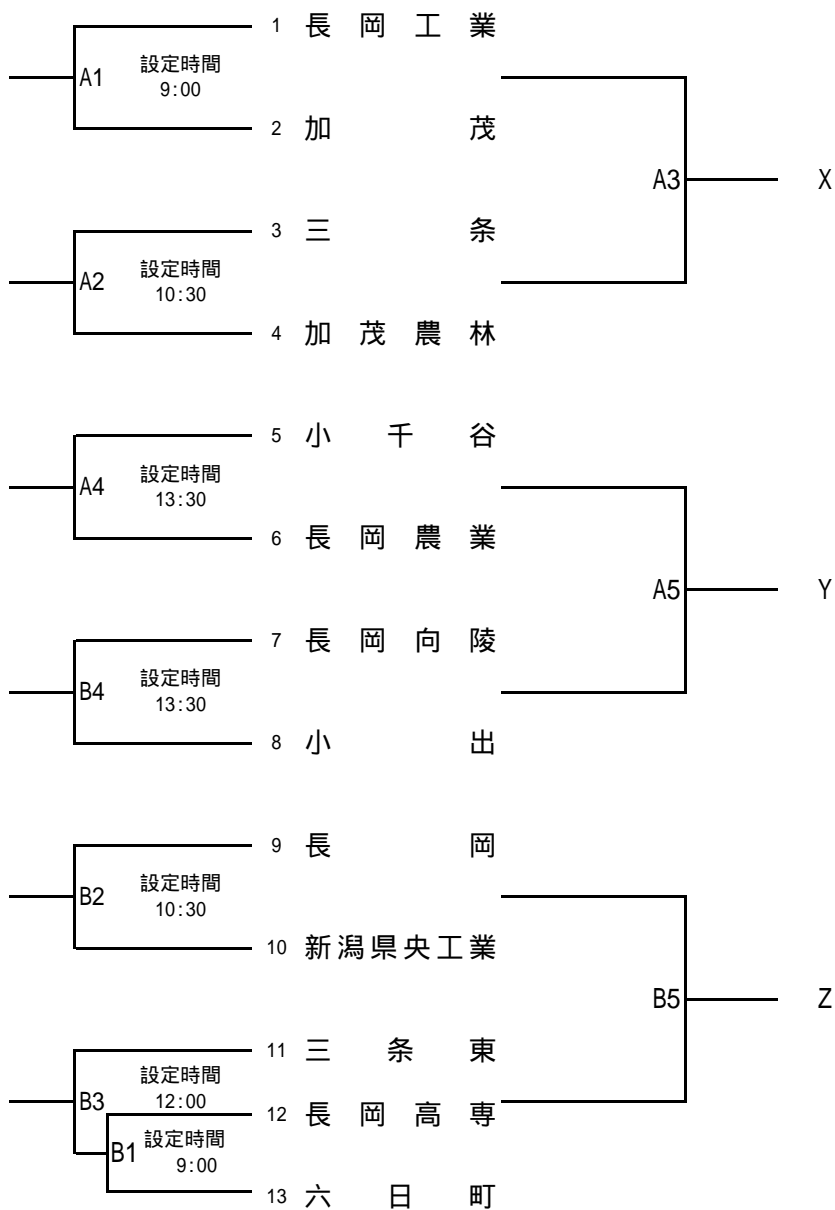 1 長岡工業
A1 設定時間
9:00
2 加茂
A3 X
3 三条
A2 設定時間
10:30
4 加茂農林
5 小千谷
A4 設定時間
13:30
6 長岡農業
A5 Y
7 長岡向陵
B4 設定時間
13:30
8 小出
9 長岡
B2 設定時間
10:30
10 新潟県央工業
B5 Z
11 三条東
設定時間
B3 12:00
12 長岡高専
B1 設定時間
9:00
13 六日町